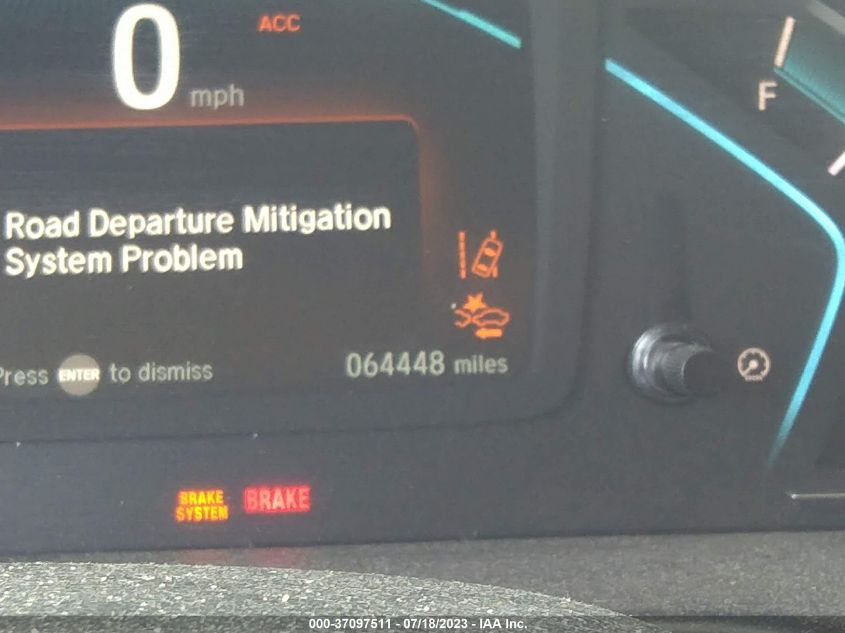 0 mph
ACC
Road Departure Mitigation
System Problem
Press ENTER to dismiss
064448 miles
F
BRAKE
SYSTEM
BRAKE
000-37097511 - 07/18/2023 - IAA Inc.